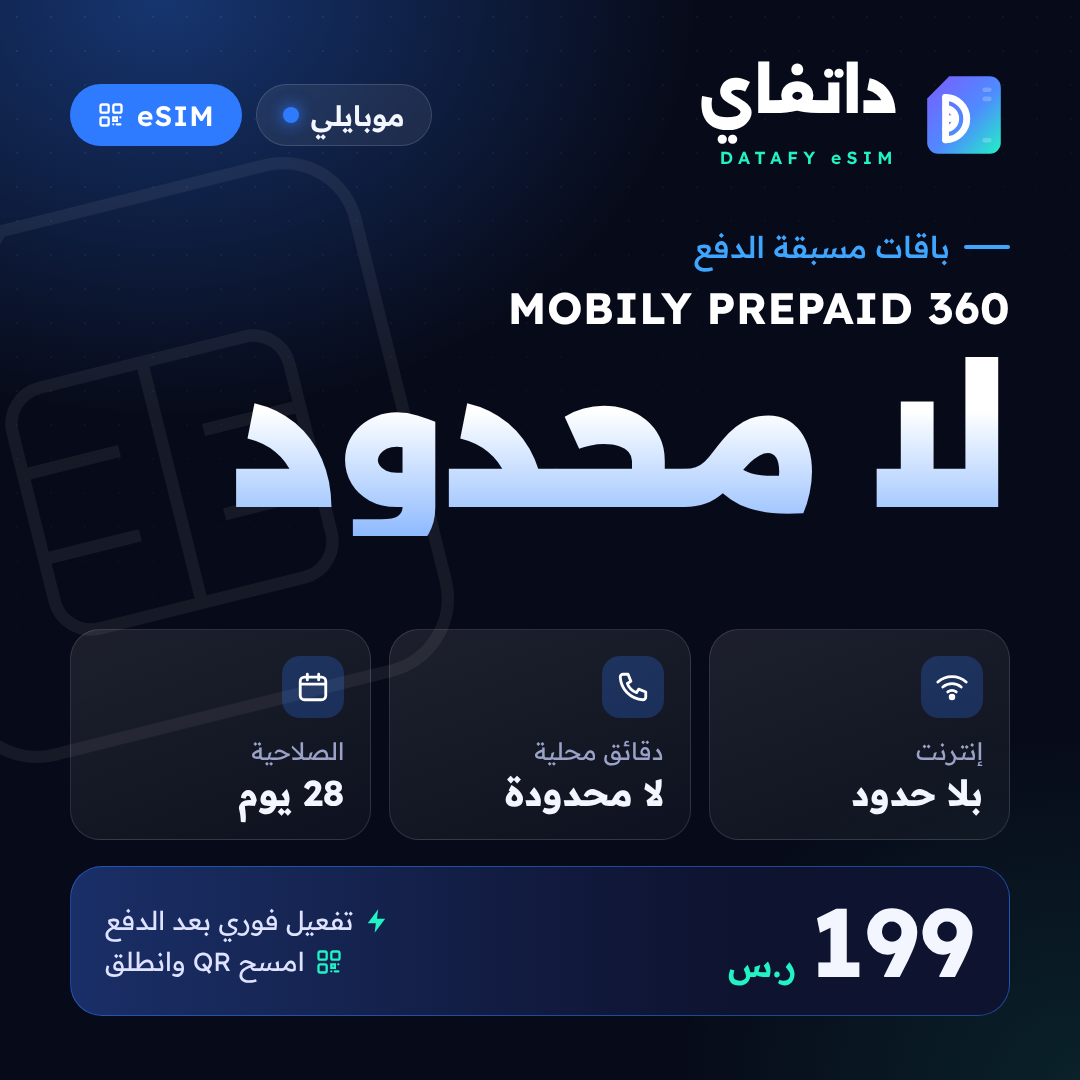 داتفاي
DATAFY eSIM
موبايلي
eSIM
باقات مسبقة الدفع
MOBILY PREPAID 360
لا محدود
إنترنت
بلا حدود
دقائق محلية
لا محدودة
الصلاحية
28 يوم
199 ر.س
تفعيل فوري بعد الدفع
امسح QR وانطلق